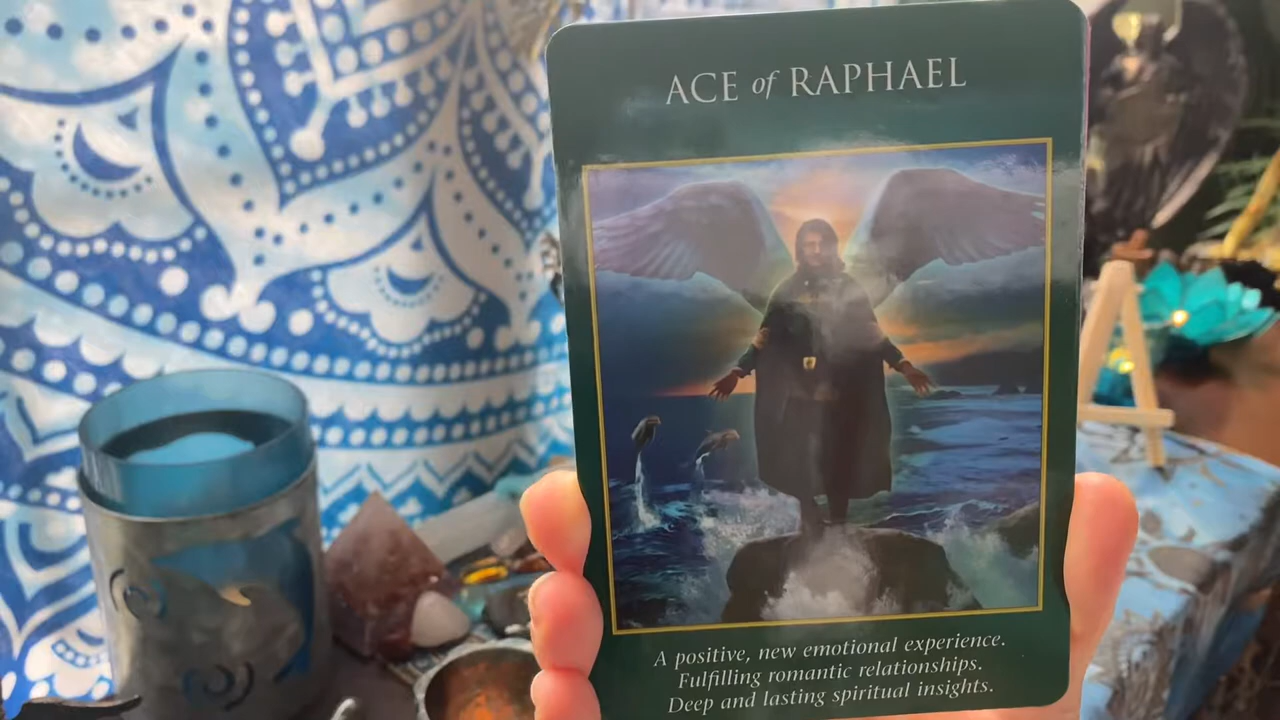 ACE of RAPHAEL
A positive, new emotional experience.
Fulfilling romantic relationships.
Deep and lasting spiritual insights.